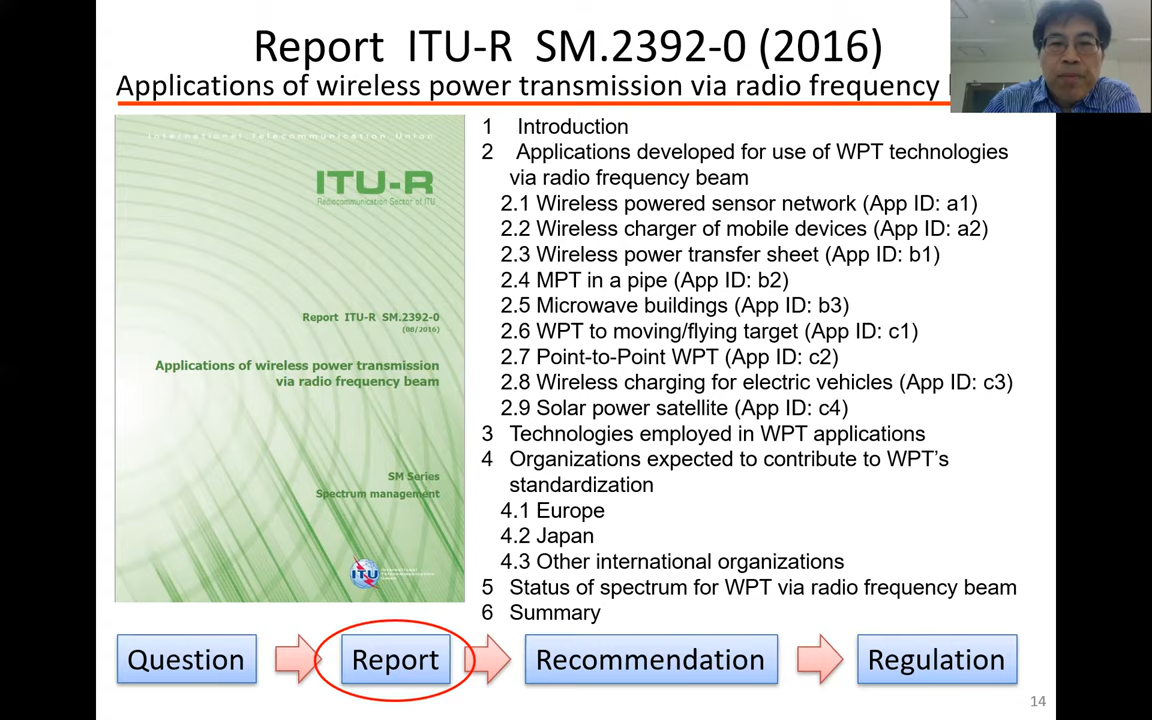 Report ITU-R SM.2392-0 (2016)
Applications of wireless power transmission via radio frequency
International Telecommunication Union
ITU-R
Radiocommunication Sector of ITU
Report ITU-R SM.2392-0
(08/2016)
Applications of wireless power transmission
via radio frequency beam
SM Series
Spectrum management
ITU
1 Introduction
2 Applications developed for use of WPT technologies
via radio frequency beam
2.1 Wireless powered sensor network (App ID: a1)
2.2 Wireless charger of mobile devices (App ID: a2)
2.3 Wireless power transfer sheet (App ID: b1)
2.4 MPT in a pipe (App ID: b2)
2.5 Microwave buildings (App ID: b3)
2.6 WPT to moving/flying target (App ID: c1)
2.7 Point-to-Point WPT (App ID: c2)
2.8 Wireless charging for electric vehicles (App ID: c3)
2.9 Solar power satellite (App ID: c4)
3 Technologies employed in WPT applications
4 Organizations expected to contribute to WPT's
standardization
4.1 Europe
4.2 Japan
4.3 Other international organizations
5 Status of spectrum for WPT via radio frequency beam
6 Summary
Question
Report
Recommendation
Regulation
14